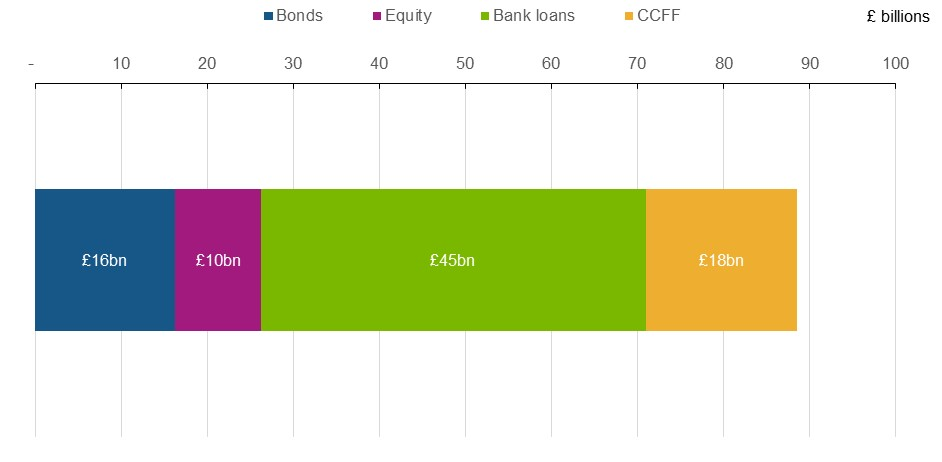 Bonds Equity Bank loans CCFF £ billions
- 10 20 30 40 50 60 70 80 90 100
£16bn £10bn £45bn £18bn